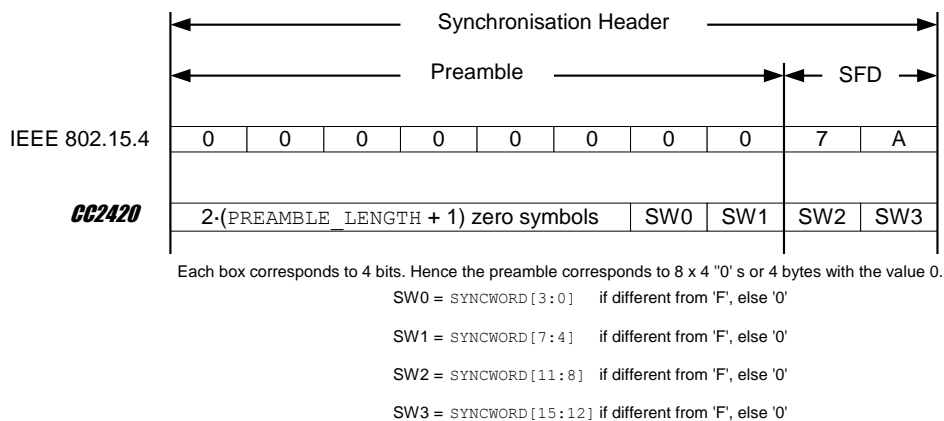 Synchronisation Header
Preamble SFD
IEEE 802.15.4 0 0 0 0 0 0 0 0 7 A
CC2420 2·(PREAMBLE_LENGTH + 1) zero symbols SW0 SW1 SW2 SW3
Each box corresponds to 4 bits. Hence the preamble corresponds to 8 x 4 "0' s or 4 bytes with the value 0.
SW0 = SYNCWORD[3:0] if different from 'F', else '0'
SW1 = SYNCWORD[7:4] if different from 'F', else '0'
SW2 = SYNCWORD[11:8] if different from 'F', else '0'
SW3 = SYNCWORD[15:12] if different from 'F', else '0'